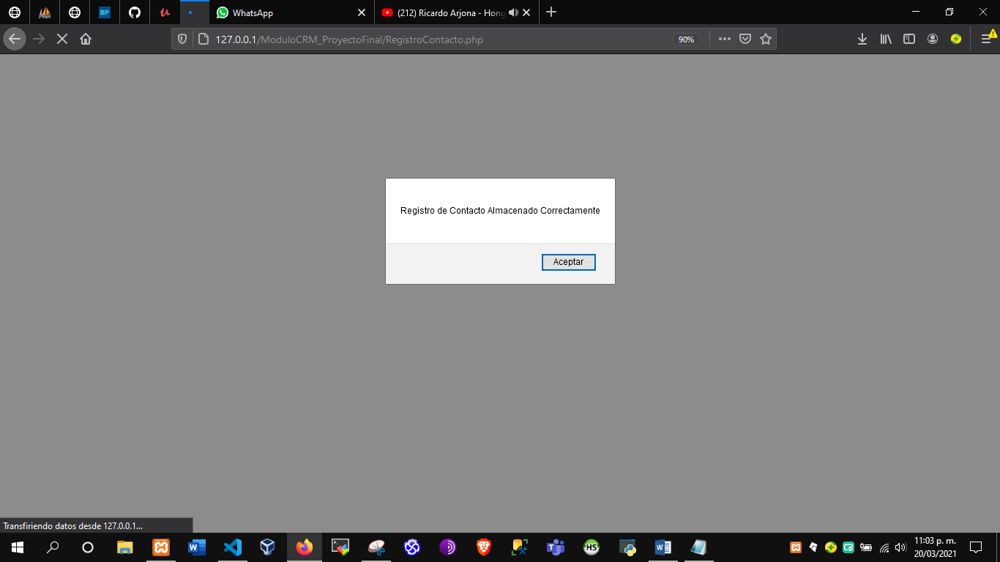 BP
WhatsApp
(212) Ricardo Arjona - Hong
127.0.0.1/ModuloCRM_ProyectoFinal/RegistroContacto.php
90%
Registro de Contacto Almacenado Correctamente
Aceptar
Transfiriendo datos desde 127.0.0.1...
HS
11:03 p. m.
20/03/2021